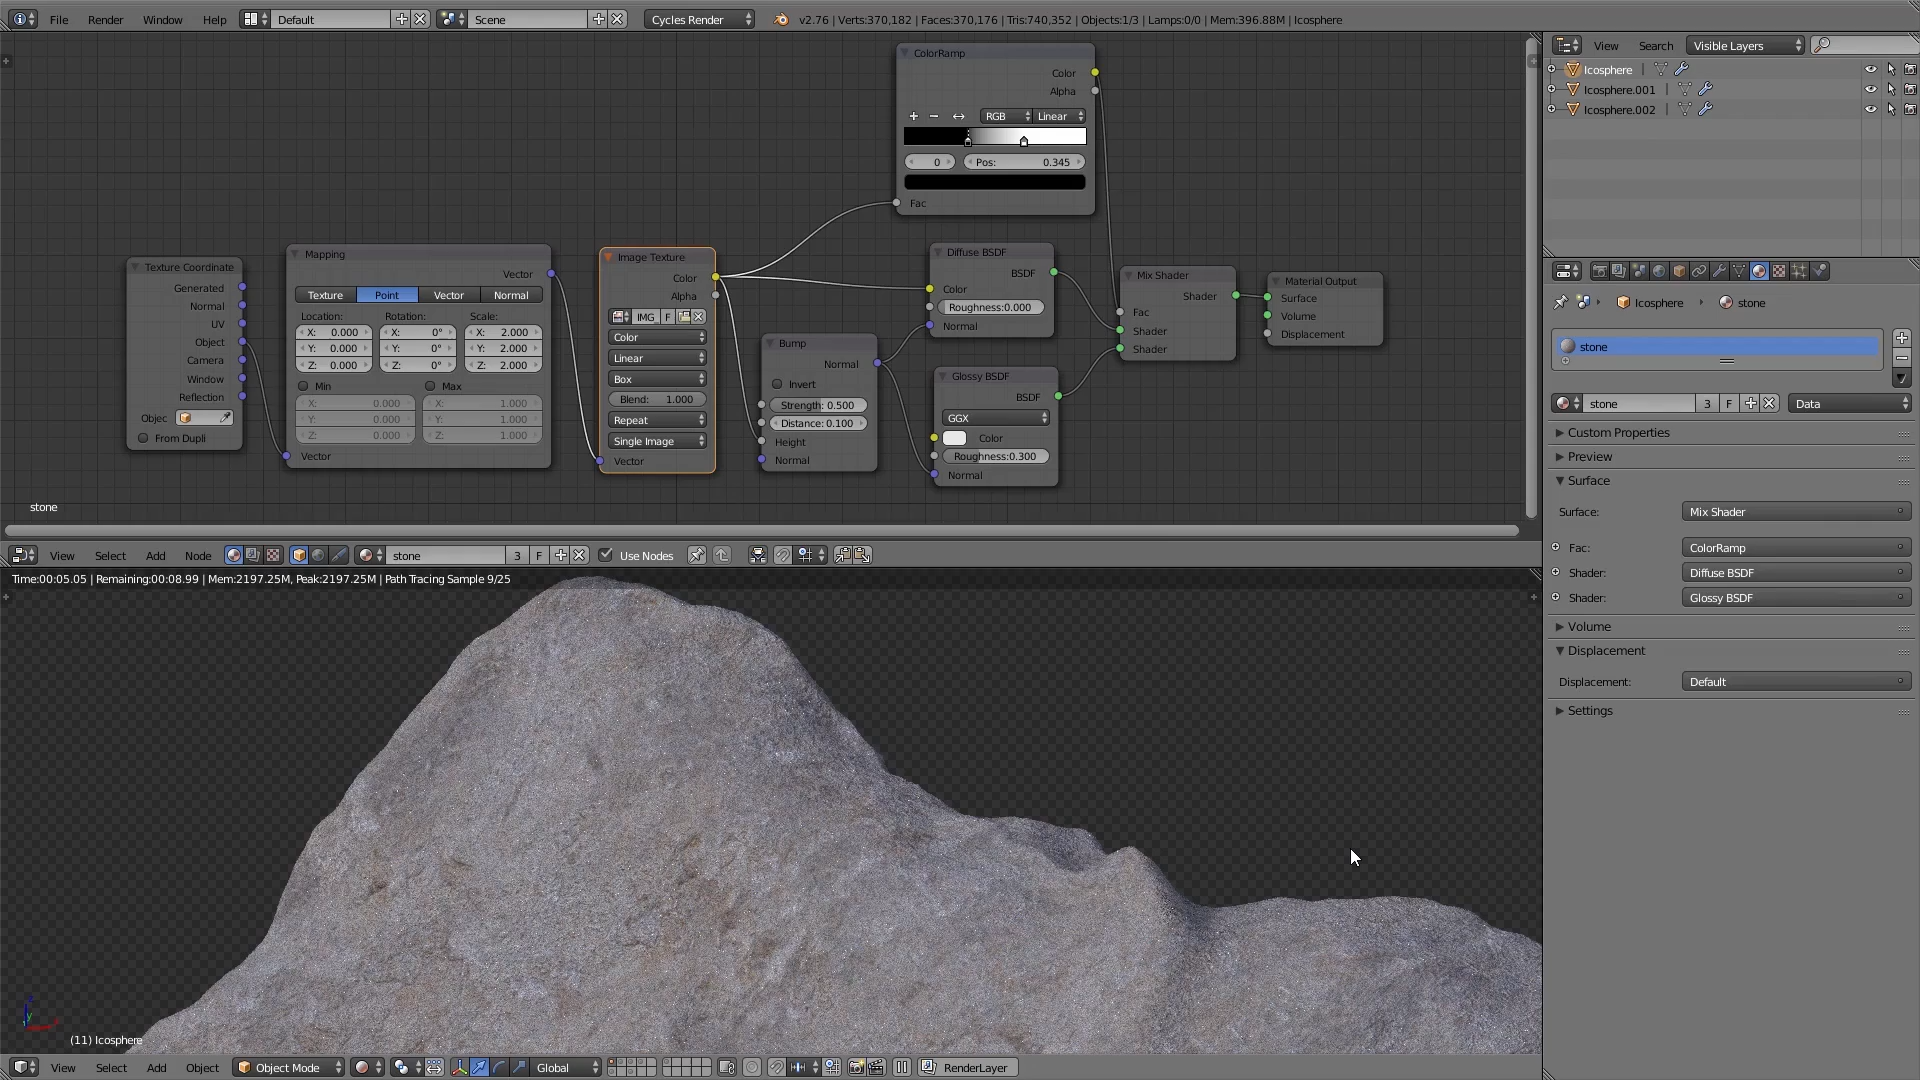 File Render Window Help Default Scene Cycles Render v2.76 | Verts:370,182 | Faces:370,176 | Tris:740,352 | Objects:1/3 | Lamps:0/0 | Mem:396.88M | Icosphere
ColorRamp
Color
Alpha
RGB Linear
0 Pos: 0.345
Fac
Texture Coordinate
Generated
Normal
UV
Object
Camera
Window
Reflection
Objec
From Dupli
Mapping
Vector
Texture Point Vector Normal
Location: Rotation: Scale:
X: 0.000 X: 0° X: 2.000
Y: 0.000 Y: 0° Y: 2.000
Z: 0.000 Z: 0° Z: 2.000
Min Max
X: 0.000 X: 1.000
Y: 0.000 Y: 1.000
Z: 0.000 Z: 1.000
Vector
Image Texture
Color
Alpha
IMG F
Color
Linear
Box
Blend: 1.000
Repeat
Single Image
Vector
Bump
Normal
Invert
Strength: 0.500
Distance: 0.100
Height
Normal
Diffuse BSDF
BSDF
Color
Roughness:0.000
Normal
Glossy BSDF
BSDF
GGX
Color
Roughness:0.300
Normal
Mix Shader
Shader
Fac
Shader
Shader
Material Output
Surface
Volume
Displacement
stone
View Select Add Node stone 3 F Use Nodes
Time:00:05.05 | Remaining:00:08.99 | Mem:2197.25M, Peak:2197.25M | Path Tracing Sample 9/25
(11) Icosphere
View Select Add Object Object Mode Global RenderLayer
View Search Visible Layers
Icosphere |
Icosphere.001 |
Icosphere.002 |
Icosphere stone
stone
stone 3 F Data
Custom Properties
Preview
Surface
Surface: Mix Shader
Fac: ColorRamp
Shader: Diffuse BSDF
Shader: Glossy BSDF
Volume
Displacement
Displacement: Default
Settings